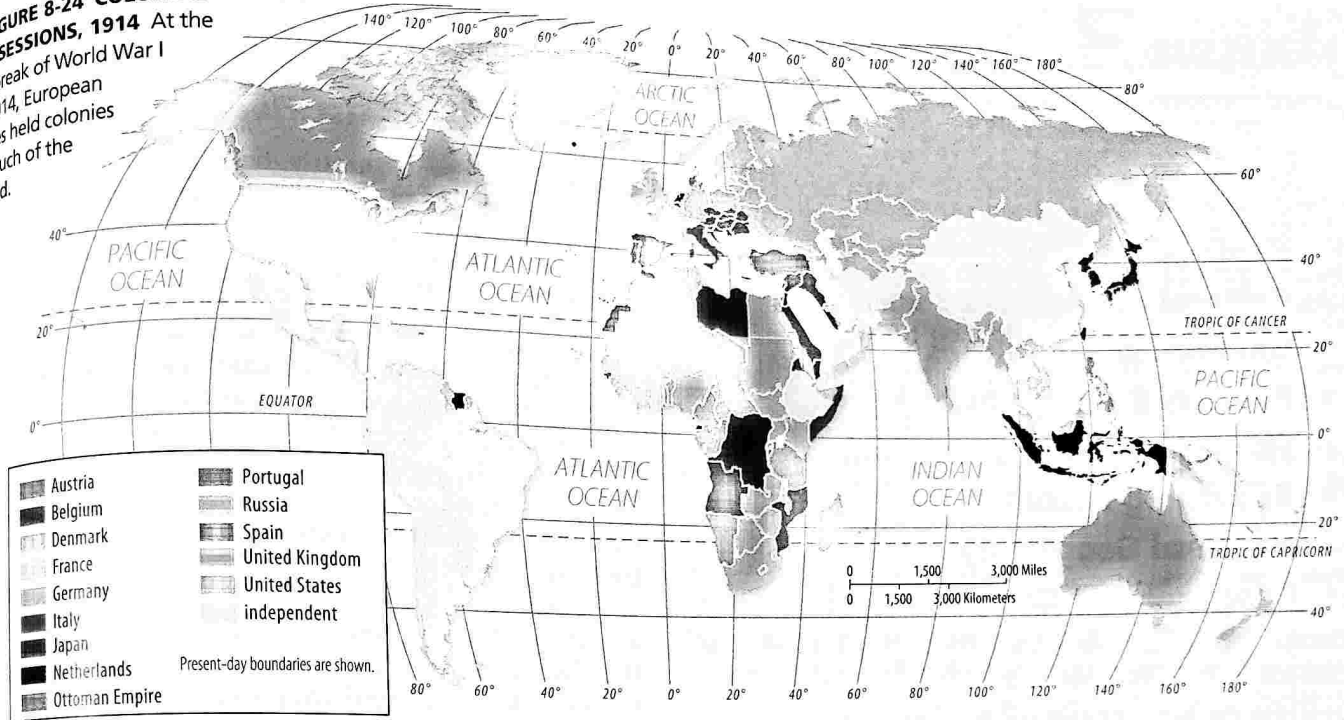 GURE 8-24
SESSIONS, 1914 At the
reak of World War I
14, European
s held colonies
uch of the
d.
140° 120° 100° 80° 60° 40° 20° 0° 20° 40° 60° 80° 100° 120° 140° 160° 180°
80°
ARCTIC
OCEAN
60°
40°
PACIFIC
OCEAN
ATLANTIC
OCEAN
40°
TROPIC OF CANCER
20°
20°
PACIFIC
OCEAN
EQUATOR
0°
0°
ATLANTIC
OCEAN
INDIAN
OCEAN
20°
TROPIC OF CAPRICORN
0 1,500 3,000 Miles
0 1,500 3,000 Kilometers
40°
Austria
Belgium
Denmark
France
Germany
Italy
Japan
Netherlands
Ottoman Empire
Portugal
Russia
Spain
United Kingdom
United States
independent
Present-day boundaries are shown.
80° 60° 40° 20° 0° 20° 40° 60° 80° 100° 120° 140° 160° 180°